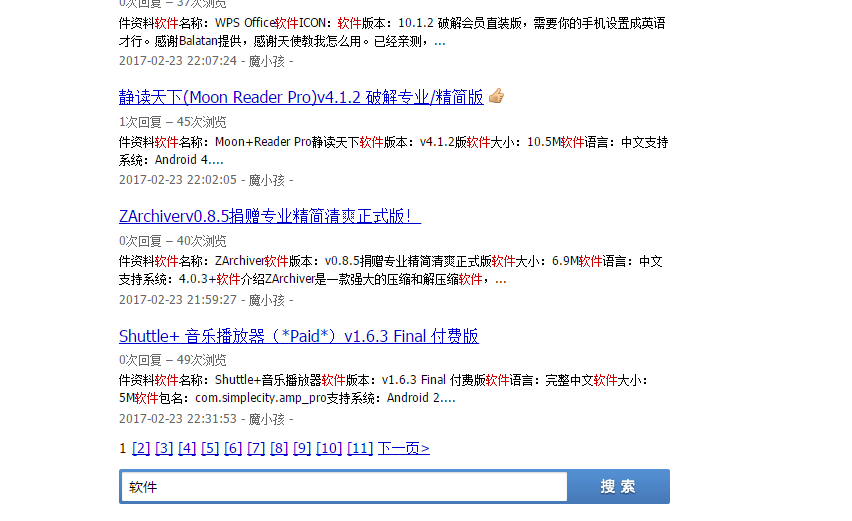 0次回复 – 37次浏览
件资料软件名称：WPS Office软件ICON：软件版本：10.1.2 破解会员直装版，需要你的手机设置成英语
才行。感谢Balatan提供，感谢天使教我怎么用。已经亲测，...
2017-02-23 22:07:24 - 魔小孩 -
静读天下(Moon Reader Pro)v4.1.2 破解专业/精简版
1次回复 – 45次浏览
件资料软件名称：Moon+Reader Pro静读天下软件版本：v4.1.2版软件大小：10.5M软件语言：中文支持
系统：Android 4....
2017-02-23 22:02:05 - 魔小孩 -
ZArchiverv0.8.5捐赠专业精简清爽正式版！
0次回复 – 40次浏览
件资料软件名称：ZArchiver软件版本：v0.8.5捐赠专业精简清爽正式版软件大小：6.9M软件语言：中文
支持系统：4.0.3+软件介绍ZArchiver是一款强大的压缩和解压缩软件，...
2017-02-23 21:59:27 - 魔小孩 -
Shuttle+ 音乐播放器（*Paid*）v1.6.3 Final 付费版
0次回复 – 49次浏览
件资料软件名称：Shuttle+音乐播放器软件版本：v1.6.3 Final 付费版软件语言：完整中文软件大小：
5M软件包名：com.simplecity.amp_pro支持系统：Android 2....
2017-02-23 22:31:53 - 魔小孩 -
1 [2] [3] [4] [5] [6] [7] [8] [9] [10] [11] 下一页>
软件 搜 索